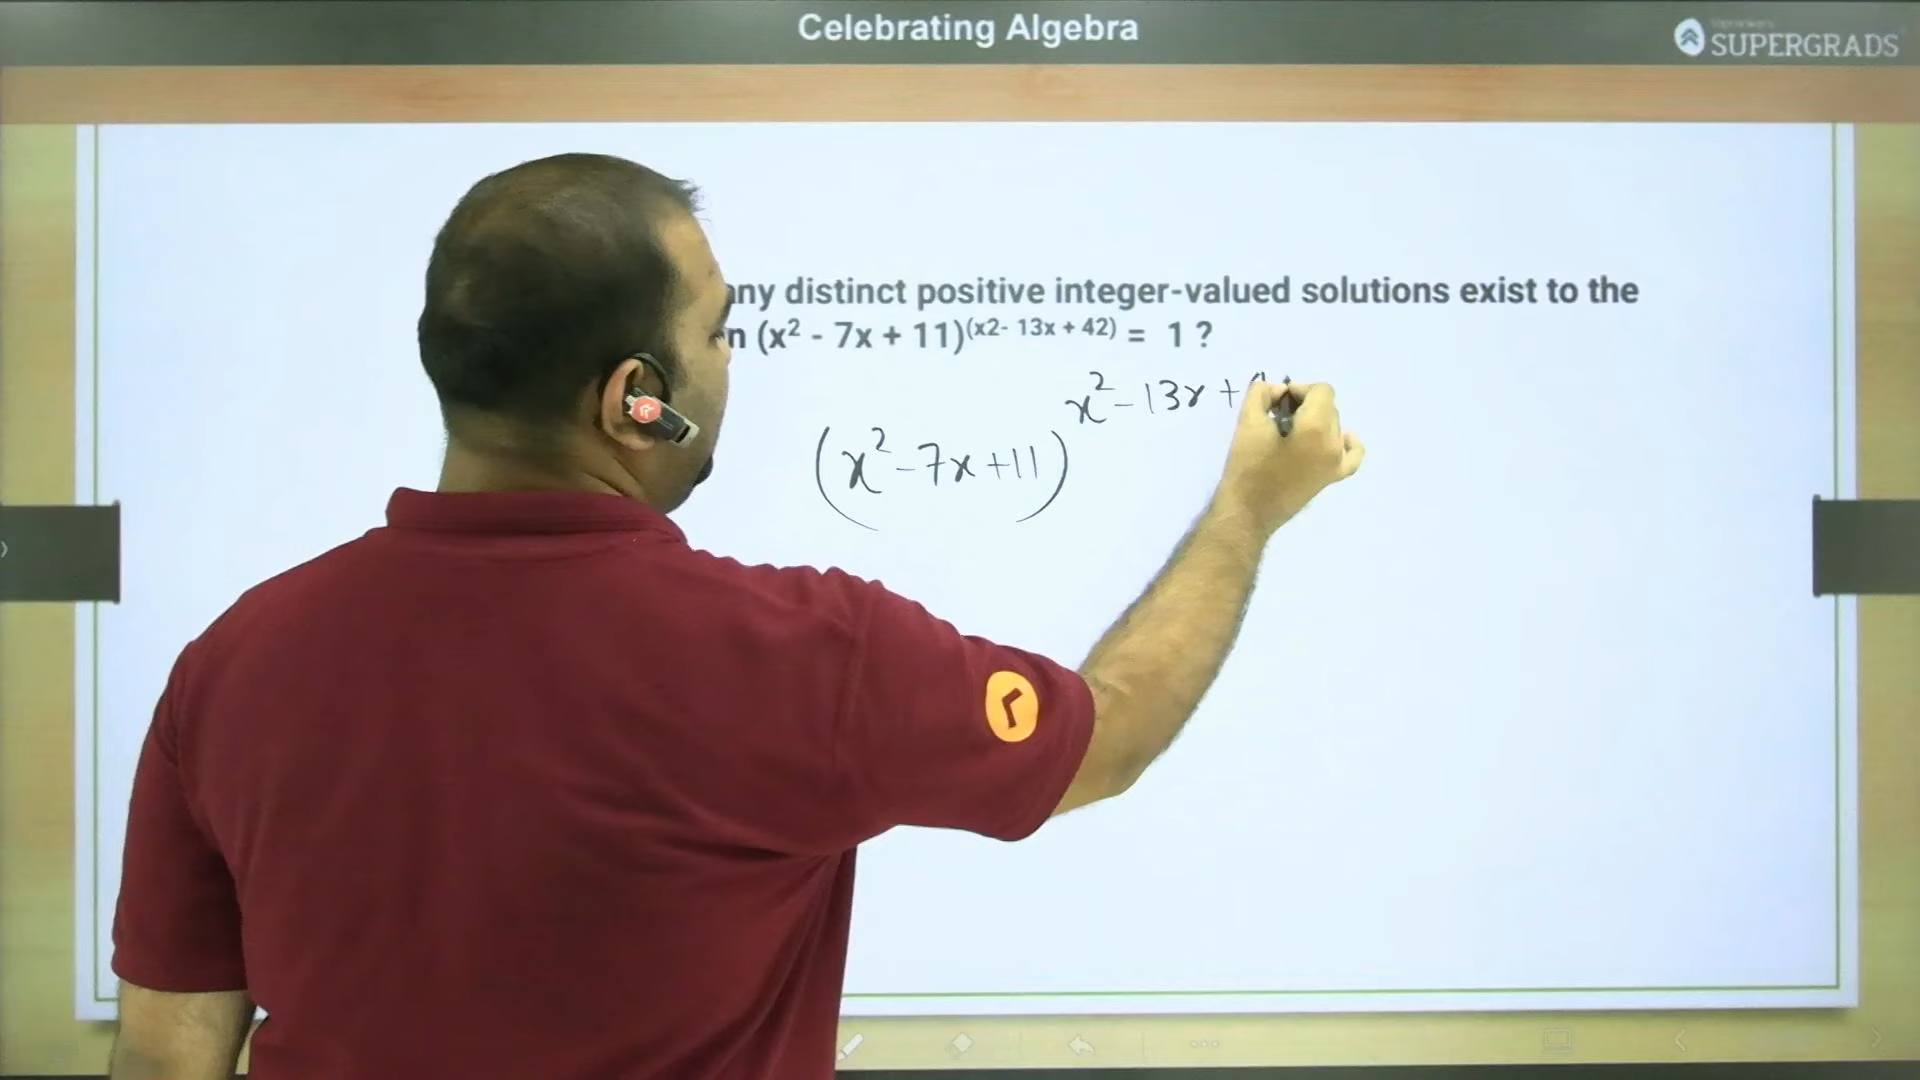 Celebrating Algebra
SUPERGRADS
any distinct positive integer-valued solutions exist to the
n (x² - 7x + 11)^(x2- 13x + 42) = 1 ?
(x² - 7x + 11)^x² - 13x +